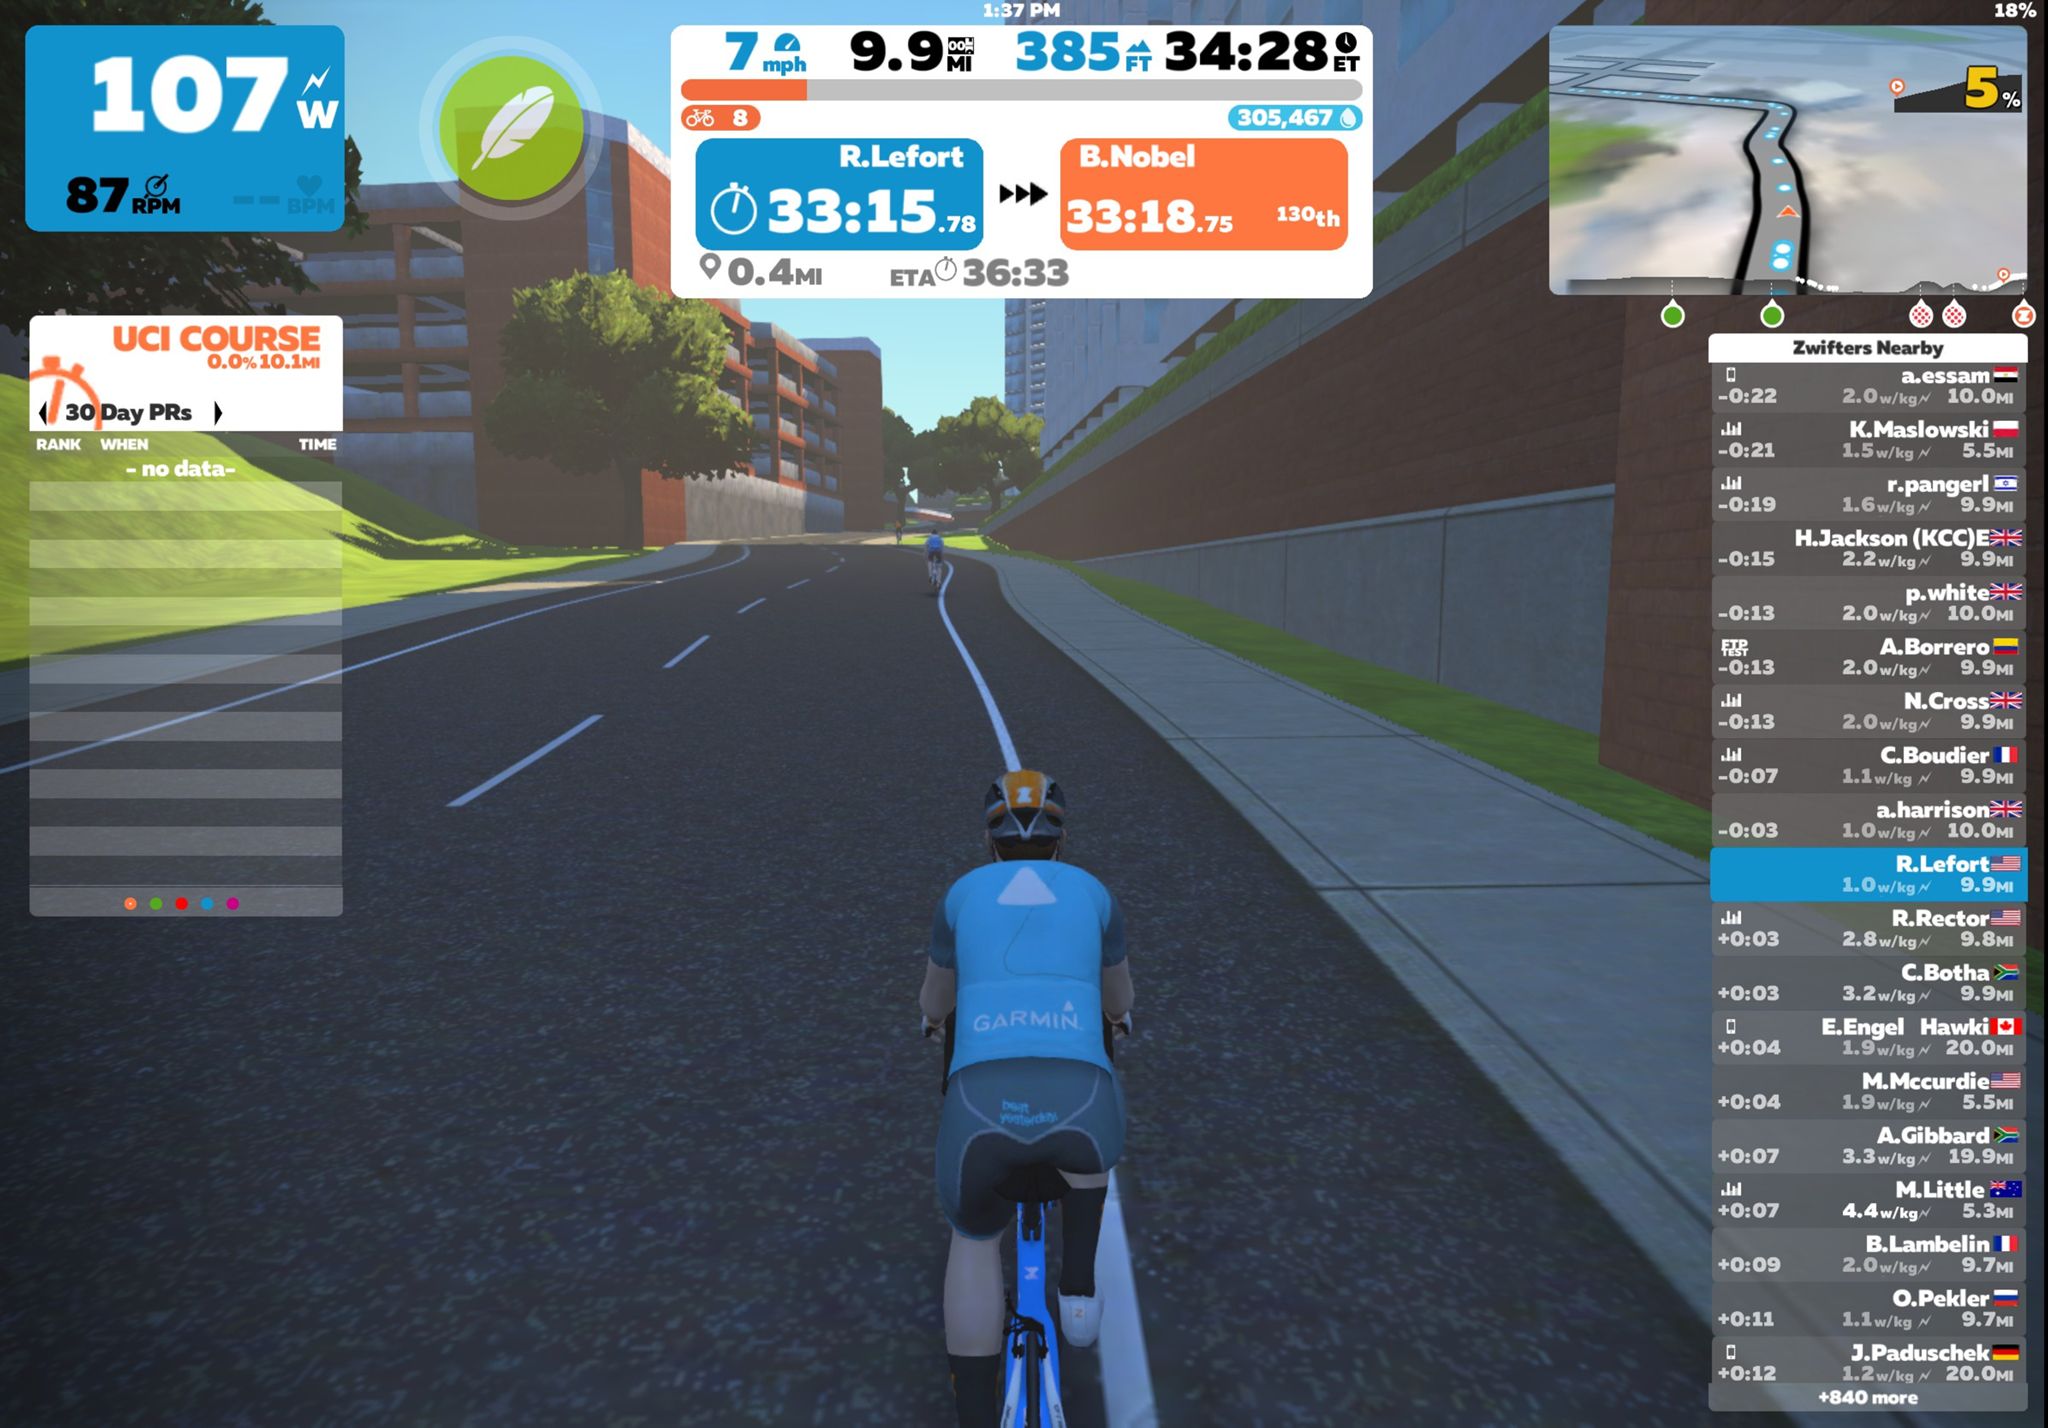 1:37 PM
18%
107 W
87 RPM
-- BPM
7 mph 9.9 MI 385 FT 34:28 ET
8
305,467
R.Lefort
33:15.78
B.Nobel
33:18.75 130th
0.4MI ETA 36:33
5%
UCI COURSE
0.0% 10.1MI
30 Day PRs
RANK WHEN TIME
- no data-
Zwifters Nearby
a.essam
-0:22 2.0w/kg 10.0MI
K.Maslowski
-0:21 1.5w/kg 5.5MI
r.pangerl
-0:19 1.6w/kg 9.9MI
H.Jackson (KCC)E
-0:15 2.2w/kg 9.9MI
p.white
-0:13 2.0w/kg 10.0MI
FTP TEST A.Borrero
-0:13 2.0w/kg 9.9MI
N.Cross
-0:13 2.0w/kg 9.9MI
C.Boudier
-0:07 1.1w/kg 9.9MI
a.harrison
-0:03 1.0w/kg 10.0MI
R.Lefort
1.0w/kg 9.9MI
R.Rector
+0:03 2.8w/kg 9.8MI
C.Botha
+0:03 3.2w/kg 9.9MI
E.Engel Hawki
+0:04 1.9w/kg 20.0MI
M.Mccurdie
+0:04 1.9w/kg 5.5MI
A.Gibbard
+0:07 3.3w/kg 19.9MI
M.Little
+0:07 4.4w/kg 5.3MI
B.Lambelin
+0:09 2.0w/kg 9.7MI
O.Pekler
+0:11 1.1w/kg 9.7MI
J.Paduschek
+0:12 1.2w/kg 20.0MI
+840 more
GARMIN
beat
yesterday